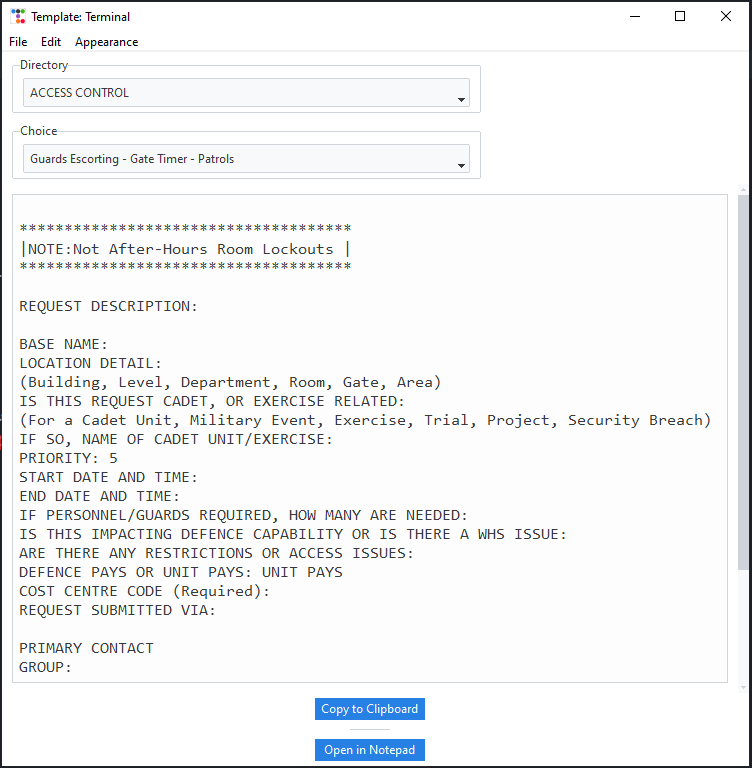 Template: Terminal
File Edit Appearance
Directory
ACCESS CONTROL
Choice
Guards Escorting - Gate Timer - Patrols
*************************************
|NOTE:Not After-Hours Room Lockouts |
*************************************
REQUEST DESCRIPTION:
BASE NAME:
LOCATION DETAIL:
(Building, Level, Department, Room, Gate, Area)
IS THIS REQUEST CADET, OR EXERCISE RELATED:
(For a Cadet Unit, Military Event, Exercise, Trial, Project, Security Breach)
IF SO, NAME OF CADET UNIT/EXERCISE:
PRIORITY: 5
START DATE AND TIME:
END DATE AND TIME:
IF PERSONNEL/GUARDS REQUIRED, HOW MANY ARE NEEDED:
IS THIS IMPACTING DEFENCE CAPABILITY OR IS THERE A WHS ISSUE:
ARE THERE ANY RESTRICTIONS OR ACCESS ISSUES:
DEFENCE PAYS OR UNIT PAYS: UNIT PAYS
COST CENTRE CODE (Required):
REQUEST SUBMITTED VIA:
PRIMARY CONTACT
GROUP:
Copy to Clipboard
Open in Notepad